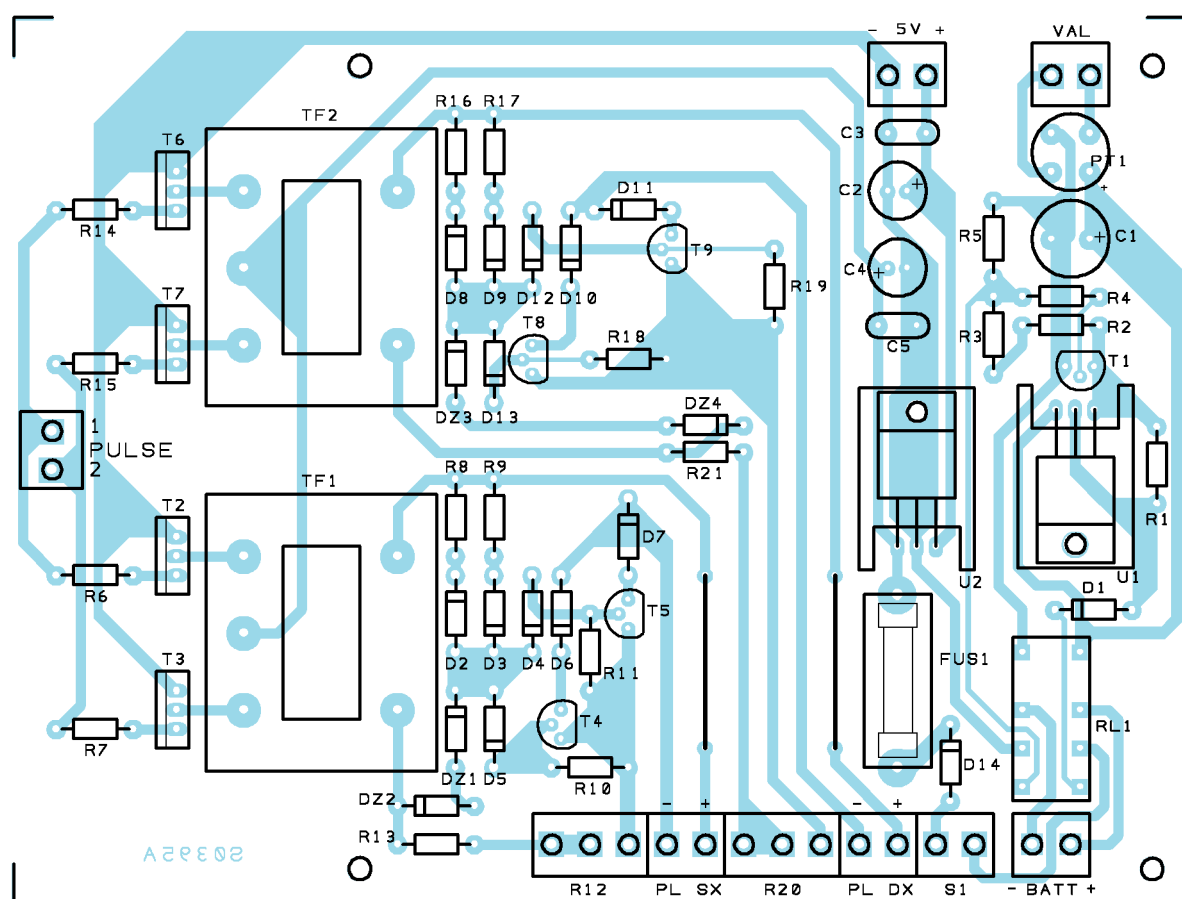 - 5V +
VAL
R16 R17
TF2
T6
C3
PT1
+
C2 +
D11
R14
R5
C1
+
T9
C4
+
R19
R4
D8 D9 D12 D10
T7
T8
R18
R3
R2
C5
T1
R15
DZ3 D13
DZ4
1
PULSE
2
R21
R8 R9
TF1
R1
T2
D7
U2
U1
R6
D1
T5
D2 D3 D4 D6
R11
FUS1
T3
T4
RL1
R7
DZ1 D5
R10
D14
DZ2
- +
- +
R13
S0395A
R12 PL SX R20 PL DX S1 - BATT +